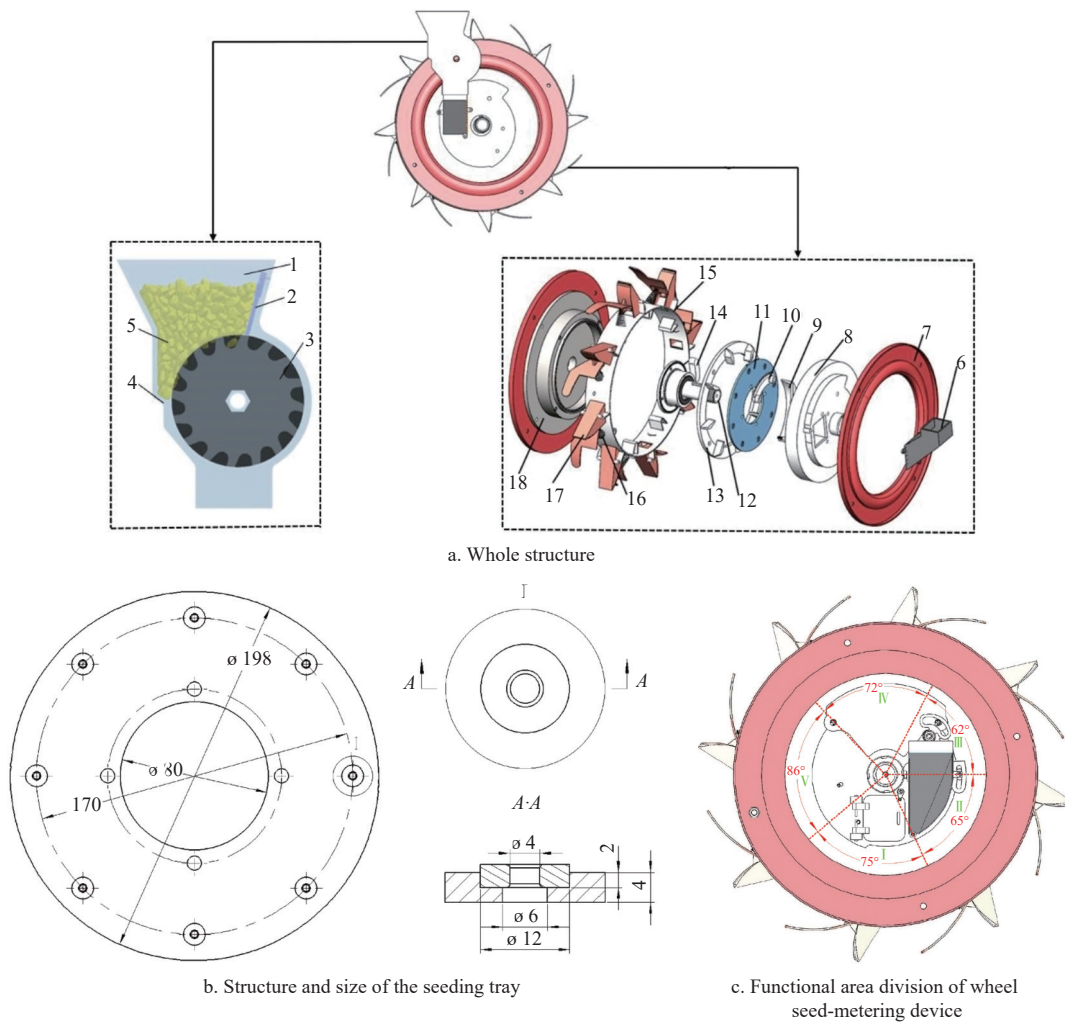 1
2
5
3
4
15
14
11
10
9
8
7
6
18
17
16
13
12
a. Whole structure
ø 198
I
ø 80
170
I
A
A
A-A
ø 4
2
4
ø 6
ø 12
b. Structure and size of the seeding tray
72°
IV
62°
III
86°
V
II
65°
I
75°
c. Functional area division of wheel
seed-metering device